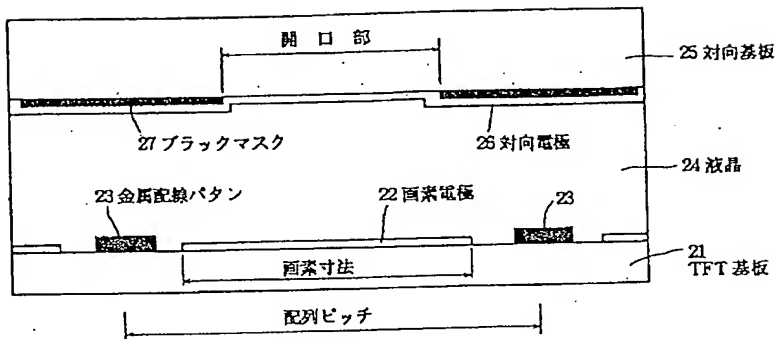 開口部
25 対向基板
27 ブラックマスク
26 対向電極
24 液晶
23 金属配線パタン
22 画素電極
23
21
TFT 基板
画素寸法
配列ピッチ